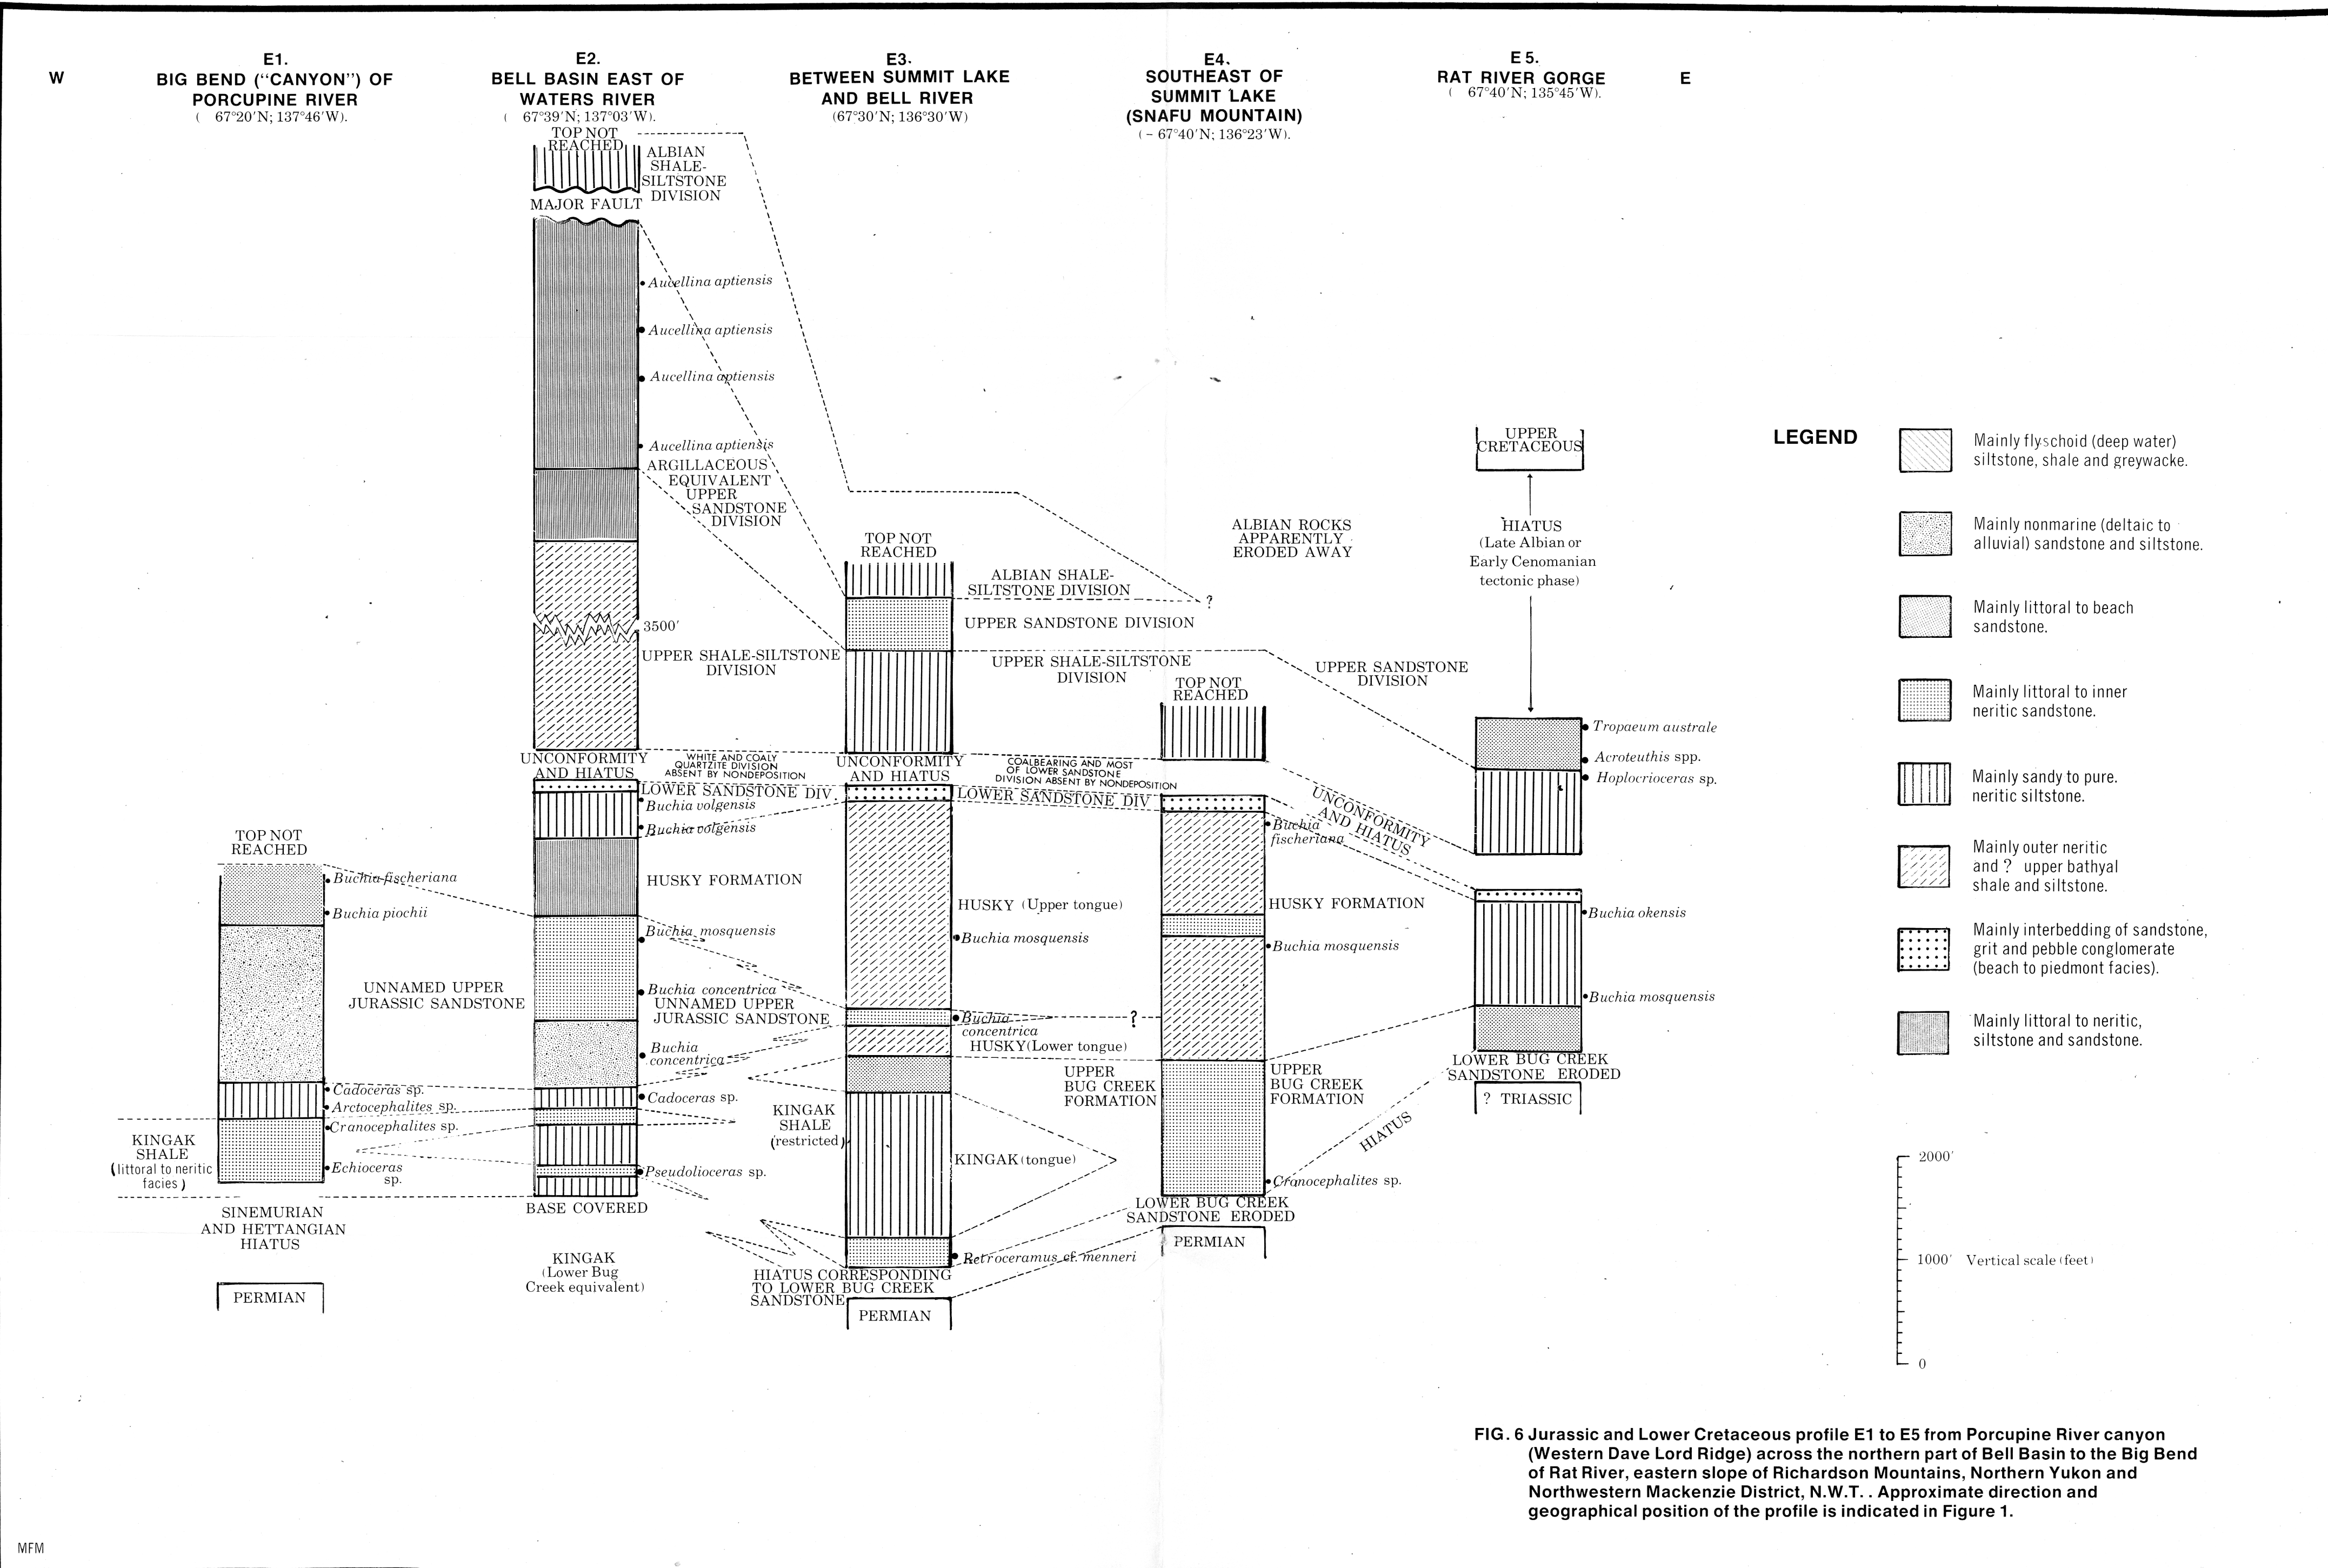 W
E1.
BIG BEND ("CANYON") OF
PORCUPINE RIVER
( 67°20'N; 137°46'W).
E2.
BELL BASIN EAST OF
WATERS RIVER
( 67°39'N; 137°03'W).
E3.
BETWEEN SUMMIT LAKE
AND BELL RIVER
(67°30'N; 136°30'W)
E4.
SOUTHEAST OF
SUMMIT LAKE
(SNAFU MOUNTAIN)
(~ 67°40'N; 136°23'W).
E5.
RAT RIVER GORGE
( 67°40'N; 135°45'W).
E
TOP NOT
REACHED
Buchia fischeriana
Buchia piochii
UNNAMED UPPER
JURASSIC SANDSTONE
Cadoceras sp.
Arctocephalites sp.
Cranocephalites sp.
KINGAK
SHALE
(littoral to neritic
facies)
Echioceras
sp.
SINEMURIAN
AND HETTANGIAN
HIATUS
PERMIAN
TOP NOT
REACHED
ALBIAN
SHALE-
SILTSTONE
DIVISION
MAJOR FAULT
Aucellina aptiensis
Aucellina aptiensis
Aucellina aptiensis
Aucellina aptiensis
ARGILLACEOUS
EQUIVALENT
UPPER
SANDSTONE
DIVISION
3500'
UPPER SHALE-SILTSTONE
DIVISION
UNCONFORMITY
AND HIATUS
WHITE AND COALY
QUARTZITE DIVISION
ABSENT BY NONDEPOSITION
LOWER SANDSTONE DIV.
Buchia volgensis
Buchia volgensis
HUSKY FORMATION
Buchia mosquensis
Buchia concentrica
UNNAMED UPPER
JURASSIC SANDSTONE
Buchia
concentrica
Cadoceras sp.
Pseudolioceras sp.
BASE COVERED
KINGAK
(Lower Bug
Creek equivalent)
TOP NOT
REACHED
ALBIAN SHALE-
SILTSTONE DIVISION
?
UPPER SANDSTONE DIVISION
UPPER SHALE-SILTSTONE
DIVISION
UNCONFORMITY
AND HIATUS
COALBEARING AND MOST
OF LOWER SANDSTONE
DIVISION ABSENT BY NONDEPOSITION
LOWER SANDSTONE DIV
HUSKY (Upper tongue)
Buchia mosquensis
Buchia
concentrica
?
HUSKY(Lower tongue)
KINGAK
SHALE
(restricted)
KINGAK (tongue)
Retroceramus cf. menneri
HIATUS CORRESPONDING
TO LOWER BUG CREEK
SANDSTONE
PERMIAN
ALBIAN ROCKS
APPARENTLY
ERODED AWAY
TOP NOT
REACHED
Buchia
fischeriana
HUSKY FORMATION
Buchia mosquensis
UPPER
BUG CREEK
FORMATION
UPPER
BUG CREEK
FORMATION
Cranocephalites sp.
LOWER BUG CREEK
SANDSTONE ERODED
PERMIAN
UPPER
CRETACEOUS
HIATUS
(Late Albian or
Early Cenomanian
tectonic phase)
UPPER SANDSTONE
DIVISION
Tropaeum australe
Acroteuthis spp.
Hoplocrioceras sp.
UNCONFORMITY
AND HIATUS
Buchia okensis
Buchia mosquensis
LOWER BUG CREEK
SANDSTONE ERODED
HIATUS
? TRIASSIC
LEGEND
Mainly flyschoid (deep water)
siltstone, shale and greywacke.
Mainly nonmarine (deltaic to
alluvial) sandstone and siltstone.
Mainly littoral to beach
sandstone.
Mainly littoral to inner
neritic sandstone.
Mainly sandy to pure.
neritic siltstone.
Mainly outer neritic
and ? upper bathyal
shale and siltstone.
Mainly interbedding of sandstone,
grit and pebble conglomerate
(beach to piedmont facies).
Mainly littoral to neritic,
siltstone and sandstone.
2000'
1000' Vertical scale (feet)
0
FIG. 6 Jurassic and Lower Cretaceous profile E1 to E5 from Porcupine River canyon
(Western Dave Lord Ridge) across the northern part of Bell Basin to the Big Bend
of Rat River, eastern slope of Richardson Mountains, Northern Yukon and
Northwestern Mackenzie District, N.W.T. . Approximate direction and
geographical position of the profile is indicated in Figure 1.
MFM